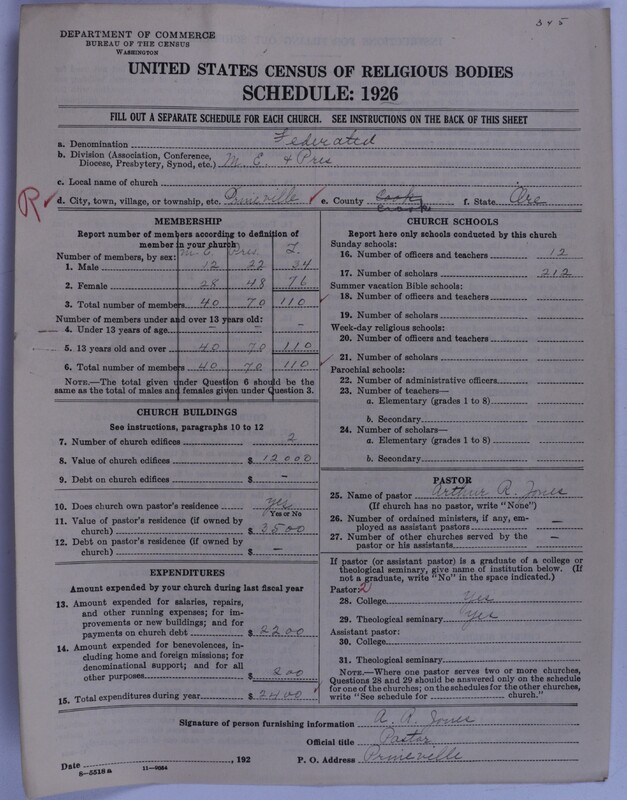 345
DEPARTMENT OF COMMERCE
BUREAU OF THE CENSUS
WASHINGTON
UNITED STATES CENSUS OF RELIGIOUS BODIES
SCHEDULE: 1926
FILL OUT A SEPARATE SCHEDULE FOR EACH CHURCH. SEE INSTRUCTIONS ON THE BACK OF THIS SHEET
a. Denomination Federated
b. Division (Association, Conference,
Diocese, Presbytery, Synod, etc.) M. E. & Pres
c. Local name of church
R d. City, town, village, or township, etc. Prineville e. County Cook Crook f. State Ore
MEMBERSHIP
Report number of members according to definition of
member in your church
Number of members, by sex: M.E. Pres. T.
1. Male 12 22 34
2. Female 28 48 76
3. Total number of members 40 70 110
Number of members under and over 13 years old:
4. Under 13 years of age – – –
5. 13 years old and over 40 70 110
6. Total number of members 40 70 110
NOTE.—The total given under Question 6 should be the
same as the total of males and females given under Question 3.
CHURCH BUILDINGS
See instructions, paragraphs 10 to 12
7. Number of church edifices 2
8. Value of church edifices $ 12000
9. Debt on church edifices $ –
10. Does church own pastor's residence yes
Yes or No
11. Value of pastor's residence (if owned by
church) $ 3500
12. Debt on pastor's residence (if owned by
church) $ –
EXPENDITURES
Amount expended by your church during last fiscal year
13. Amount expended for salaries, repairs,
and other running expenses; for im-
provements or new buildings; and for
payments on church debt $ 2200
14. Amount expended for benevolences, in-
cluding home and foreign missions; for
denominational support; and for all
other purposes $ 200
15. Total expenditures during year $ 2400
CHURCH SCHOOLS
Report here only schools conducted by this church
Sunday schools:
16. Number of officers and teachers 12
17. Number of scholars 212
Summer vacation Bible schools:
18. Number of officers and teachers
19. Number of scholars
Week-day religious schools:
20. Number of officers and teachers
21. Number of scholars
Parochial schools:
22. Number of administrative officers
23. Number of teachers—
a. Elementary (grades 1 to 8)
b. Secondary
24. Number of scholars—
a. Elementary (grades 1 to 8)
b. Secondary
PASTOR
25. Name of pastor Arthur R. Jones
(If church has no pastor, write "None")
26. Number of ordained ministers, if any, em-
ployed as assistant pastors –
27. Number of other churches served by the
pastor or his assistants –
If pastor (or assistant pastor) is a graduate of a college or
theological seminary, give name of institution below. (If
not a graduate, write "No" in the space indicated.)
Pastor: 2
28. College Yes
29. Theological seminary Yes
Assistant pastor:
30. College
31. Theological seminary
NOTE.—Where one pastor serves two or more churches,
Questions 28 and 29 should be answered only on the schedule
for one of the churches; on the schedules for the other churches,
write "See schedule for church."
Signature of person furnishing information A. R. Jones
Official title Pastor
Date , 192 P. O. Address Prineville
8-5516a 11-9084